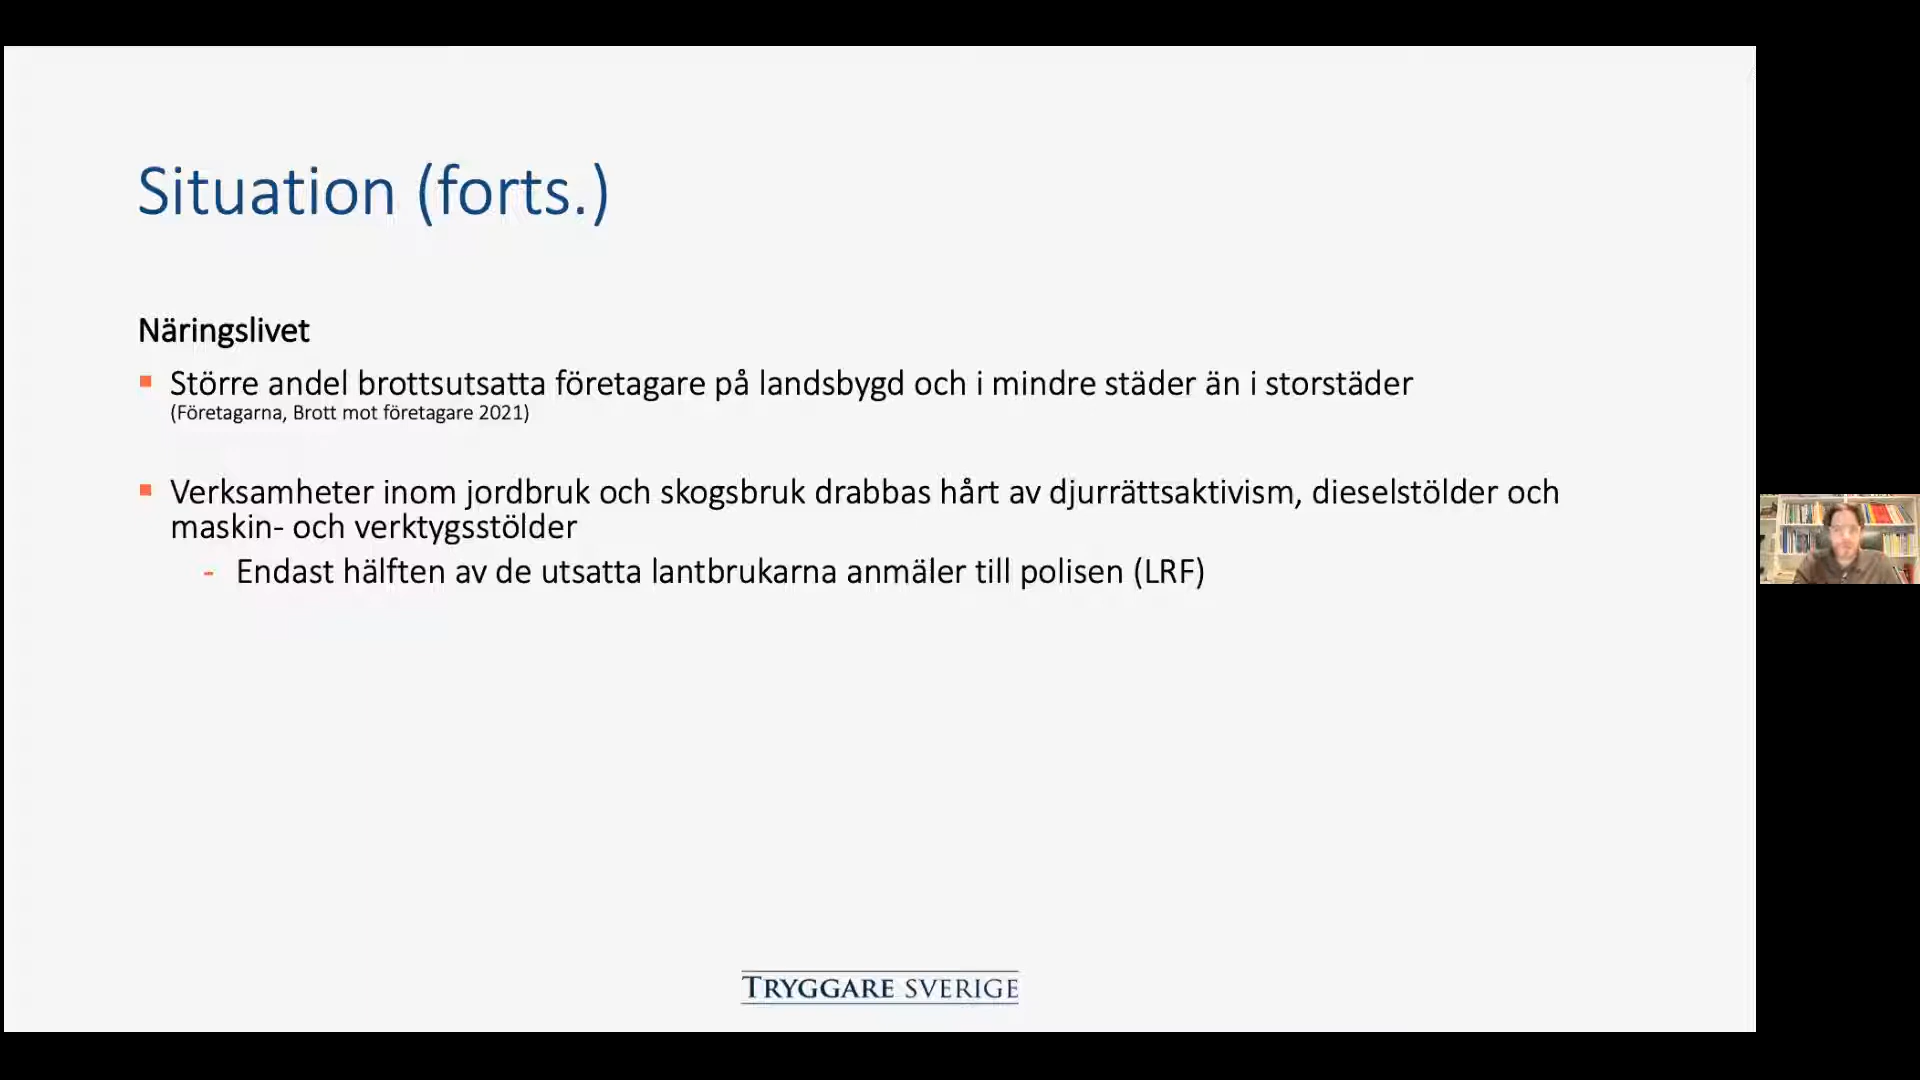 Situation (forts.)
Näringslivet
Större andel brottsutsatta företagare på landsbygd och i mindre städer än i storstäder
(Företagarna, Brott mot företagare 2021)
Verksamheter inom jordbruk och skogsbruk drabbas hårt av djurrättsaktivism, dieselstölder och
maskin- och verktygsstölder
- Endast hälften av de utsatta lantbrukarna anmäler till polisen (LRF)
TRYGGARE SVERIGE